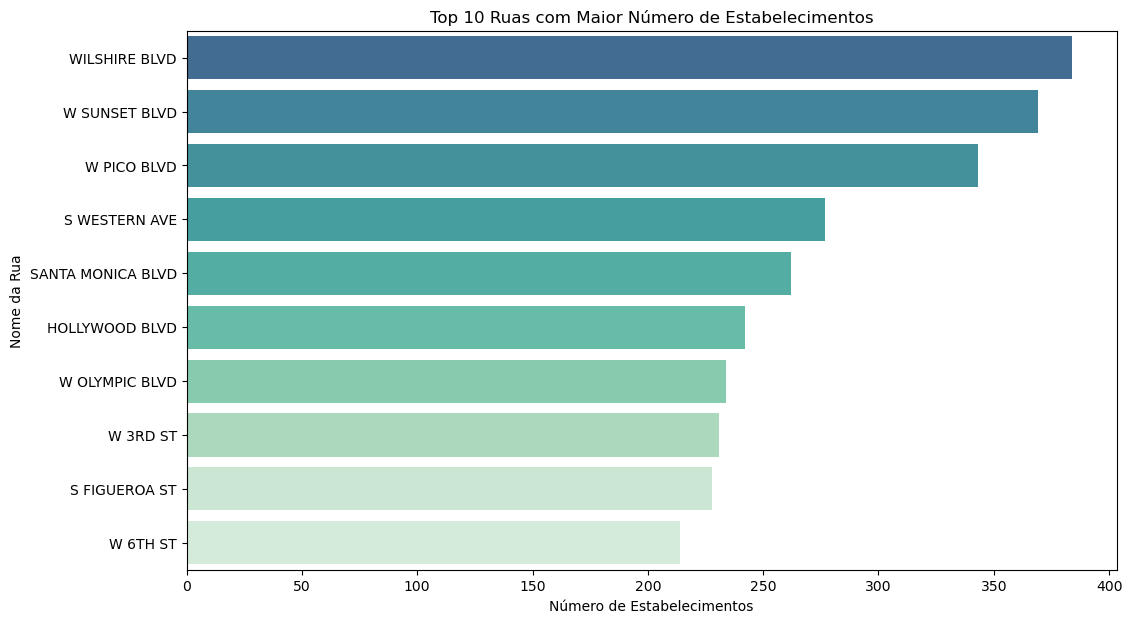 Top 10 Ruas com Maior Número de Estabelecimentos
Nome da Rua
WILSHIRE BLVD
W SUNSET BLVD
W PICO BLVD
S WESTERN AVE
SANTA MONICA BLVD
HOLLYWOOD BLVD
W OLYMPIC BLVD
W 3RD ST
S FIGUEROA ST
W 6TH ST
0 50 100 150 200 250 300 350 400
Número de Estabelecimentos